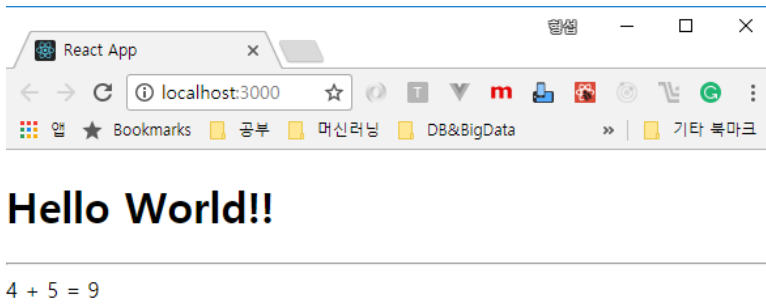 형섭
React App
localhost:3000
T m G
앱 Bookmarks 공부 머신러닝 DB&BigData » 기타 북마크
Hello World!!
4 + 5 = 9